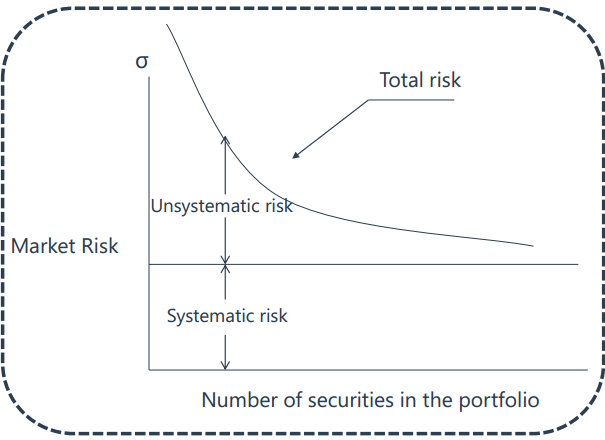 σ
Total risk
Unsystematic risk
Market Risk
Systematic risk
Number of securities in the portfolio